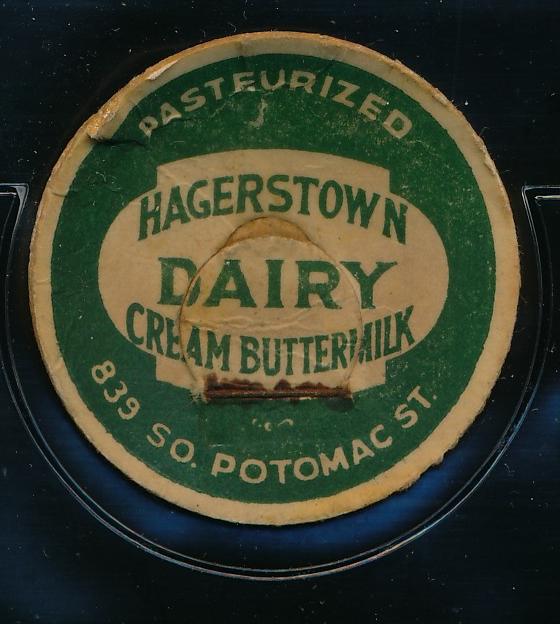 PASTEURIZED
HAGERSTOWN
DAIRY
CREAM BUTTERMILK
839 SO. POTOMAC ST.